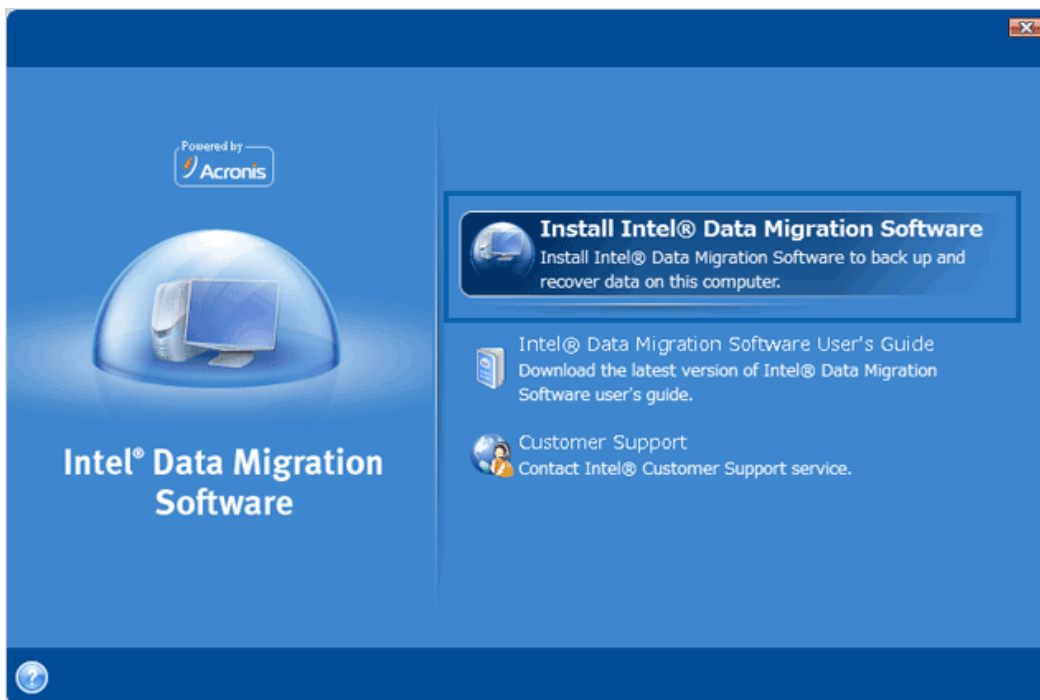 Powered by
Acronis
Intel® Data Migration
Software
Install Intel® Data Migration Software
Install Intel® Data Migration Software to back up and
recover data on this computer.
Intel® Data Migration Software User's Guide
Download the latest version of Intel® Data Migration
Software user's guide.
Customer Support
Contact Intel® Customer Support service.
?